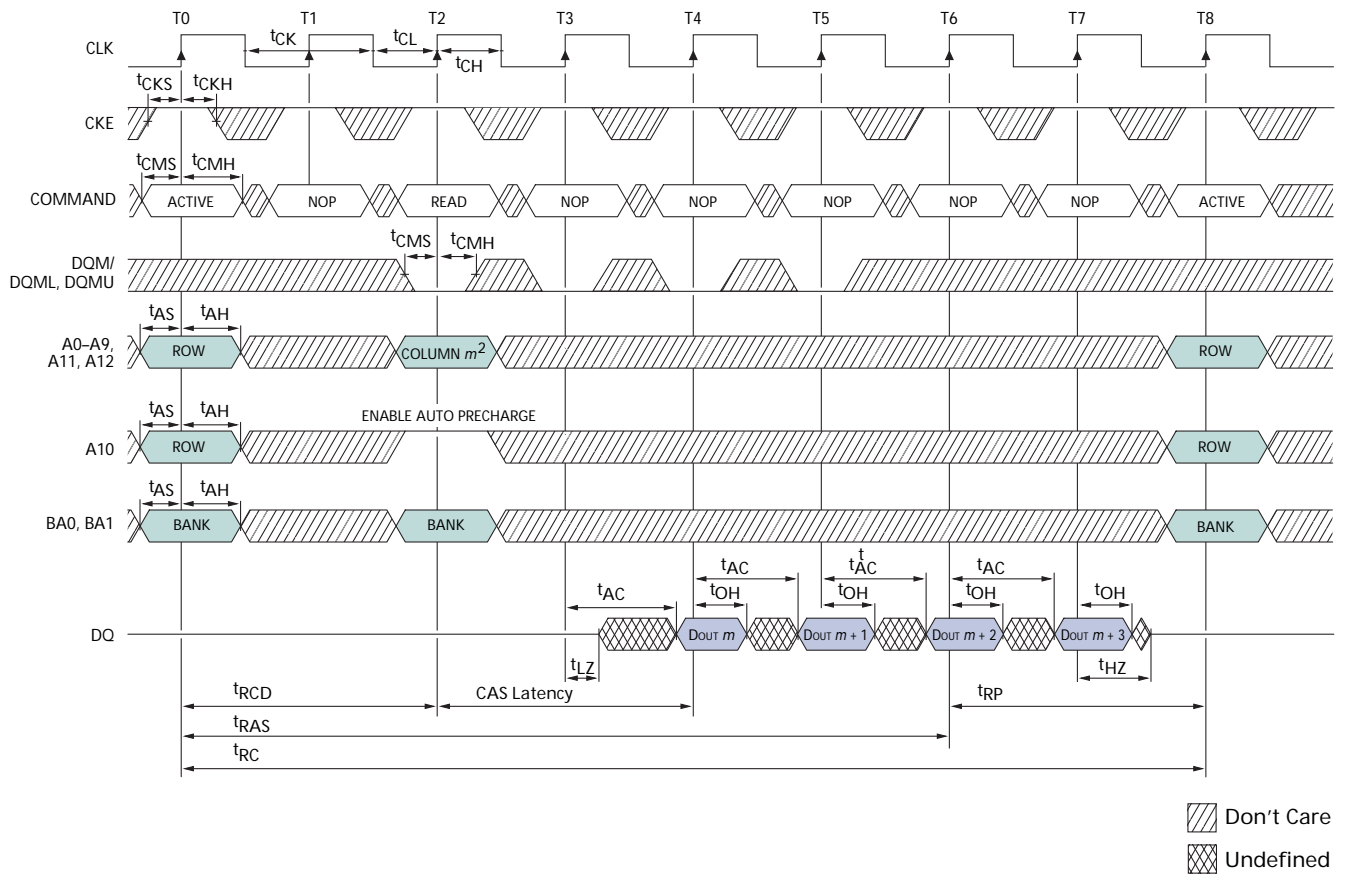 T0 T1 T2 T3 T4 T5 T6 T7 T8
CLK
tCK tCL
tCH
tCKS tCKH
CKE
tCMS tCMH
COMMAND ACTIVE NOP READ NOP NOP NOP NOP NOP ACTIVE
tCMS tCMH
DQM/
DQML, DQMU
tAS tAH
A0–A9,
A11, A12
ROW COLUMN m2 ROW
tAS tAH ENABLE AUTO PRECHARGE
A10 ROW ROW
tAS tAH
BA0, BA1 BANK BANK BANK
t
tAC tAC tAC
tAC tOH tOH tOH tOH
DQ DOUT m DOUT m + 1 DOUT m + 2 DOUT m + 3
tLZ tHZ
tRCD CAS Latency tRP
tRAS
tRC
Don't Care
Undefined